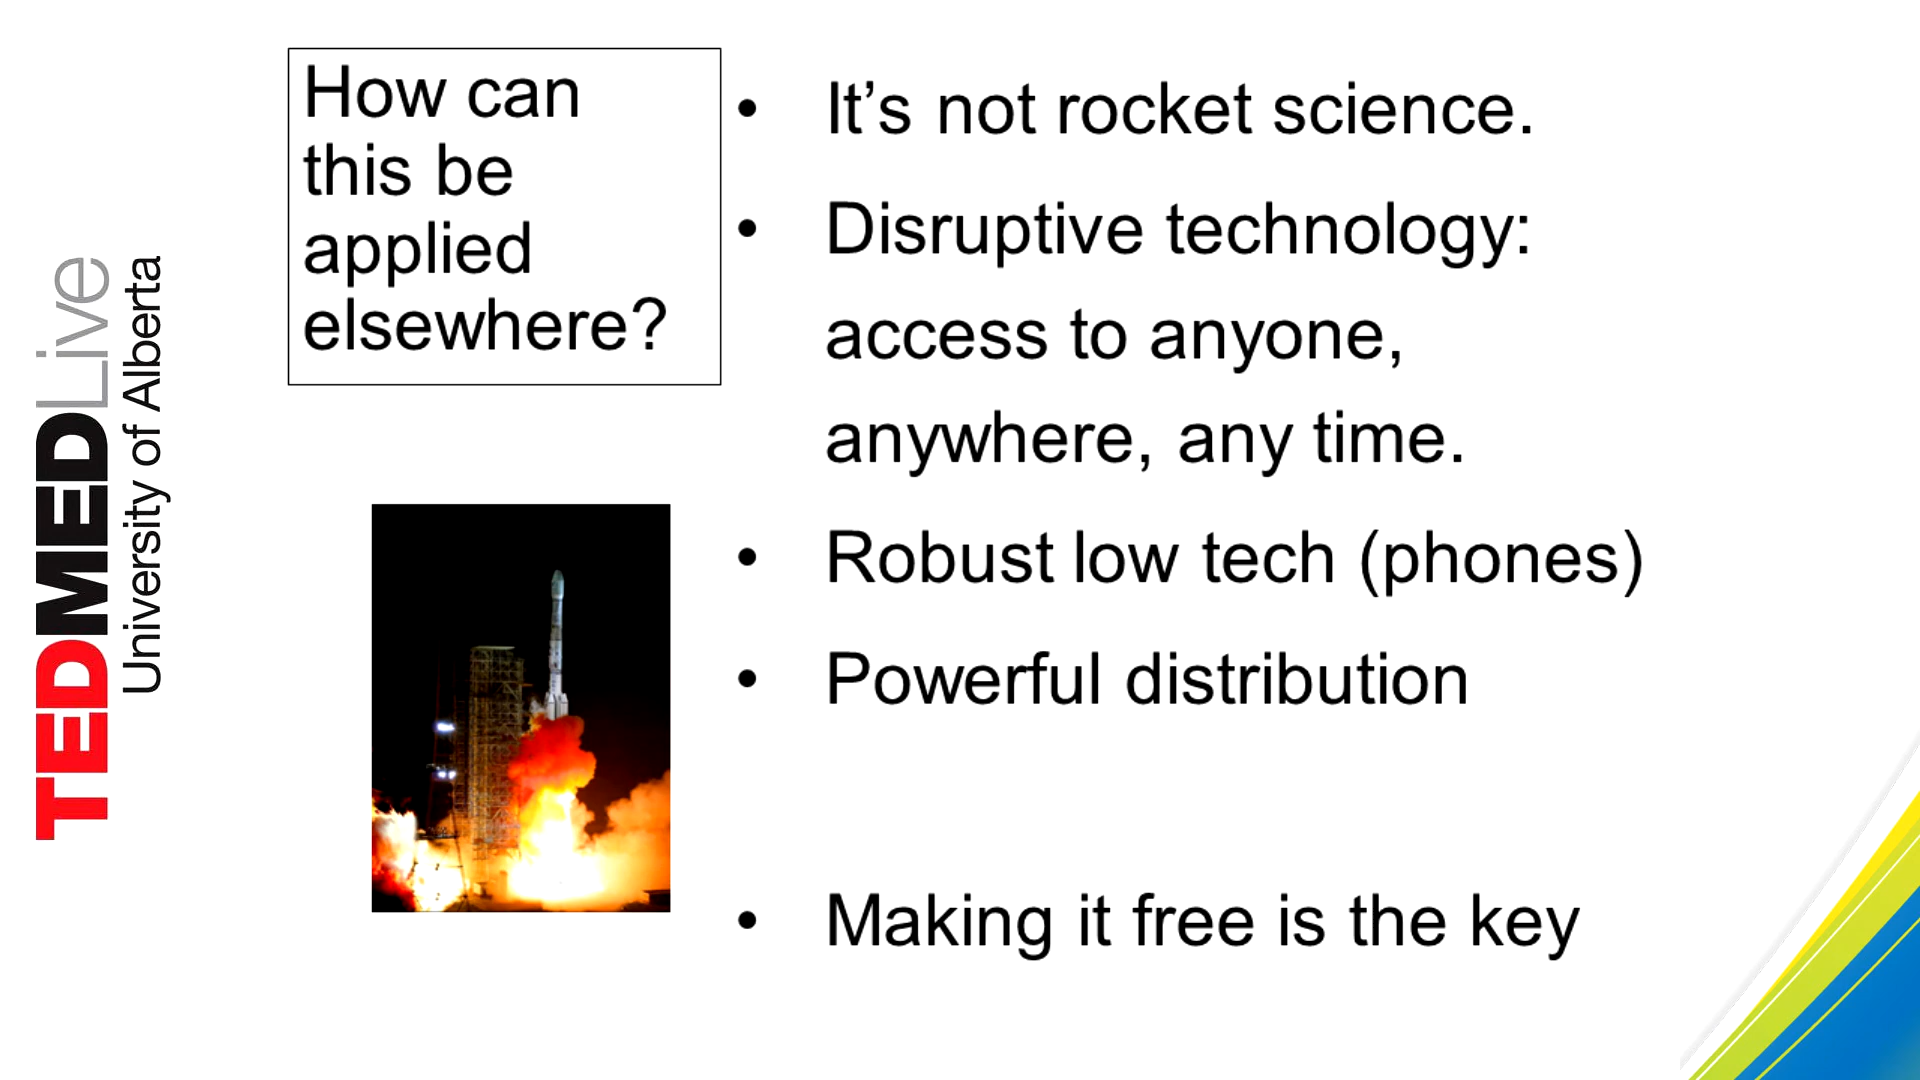 TEDMEDLive
University of Alberta
How can
this be
applied
elsewhere?
• It’s not rocket science.
• Disruptive technology:
access to anyone,
anywhere, any time.
• Robust low tech (phones)
• Powerful distribution
• Making it free is the key